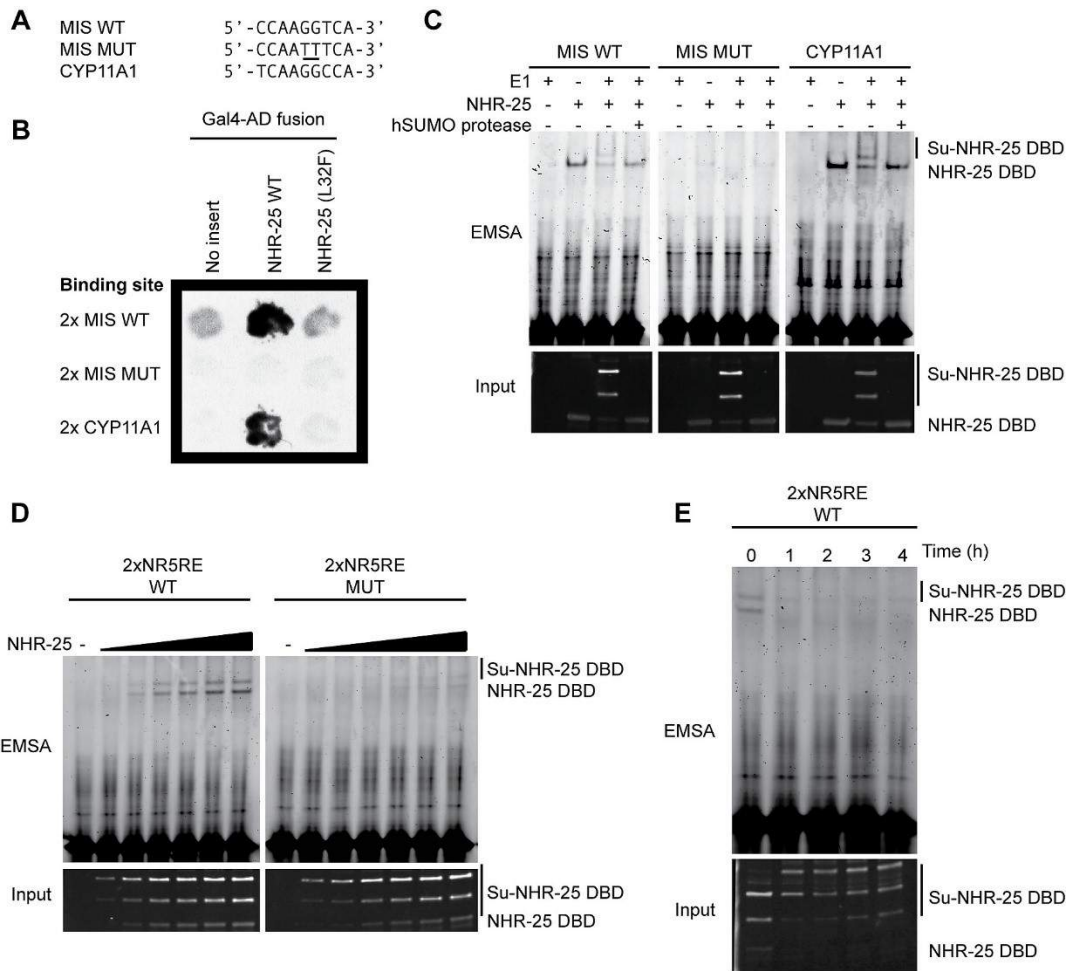 A
MIS WT 5'-CCAAGGTCA-3'
MIS MUT 5'-CCAATTTCA-3'
CYP11A1 5'-TCAAGGCCA-3'
B
Gal4-AD fusion
No insert
NHR-25 WT
NHR-25 (L32F)
Binding site
2x MIS WT
2x MIS MUT
2x CYP11A1
C
MIS WT MIS MUT CYP11A1
+ - + + + - + + + - + + E1
- + + + - + + + - + + + NHR-25
+ + + hSUMO protease
Su-NHR-25 DBD
NHR-25 DBD
EMSA
Input
Su-NHR-25 DBD
NHR-25 DBD
D
2xNR5RE
WT
2xNR5RE
MUT
NHR-25 - -
Su-NHR-25 DBD
NHR-25 DBD
EMSA
Input
Su-NHR-25 DBD
NHR-25 DBD
E
2xNR5RE
WT
0 1 2 3 4 Time (h)
Su-NHR-25 DBD
NHR-25 DBD
EMSA
Input
Su-NHR-25 DBD
NHR-25 DBD